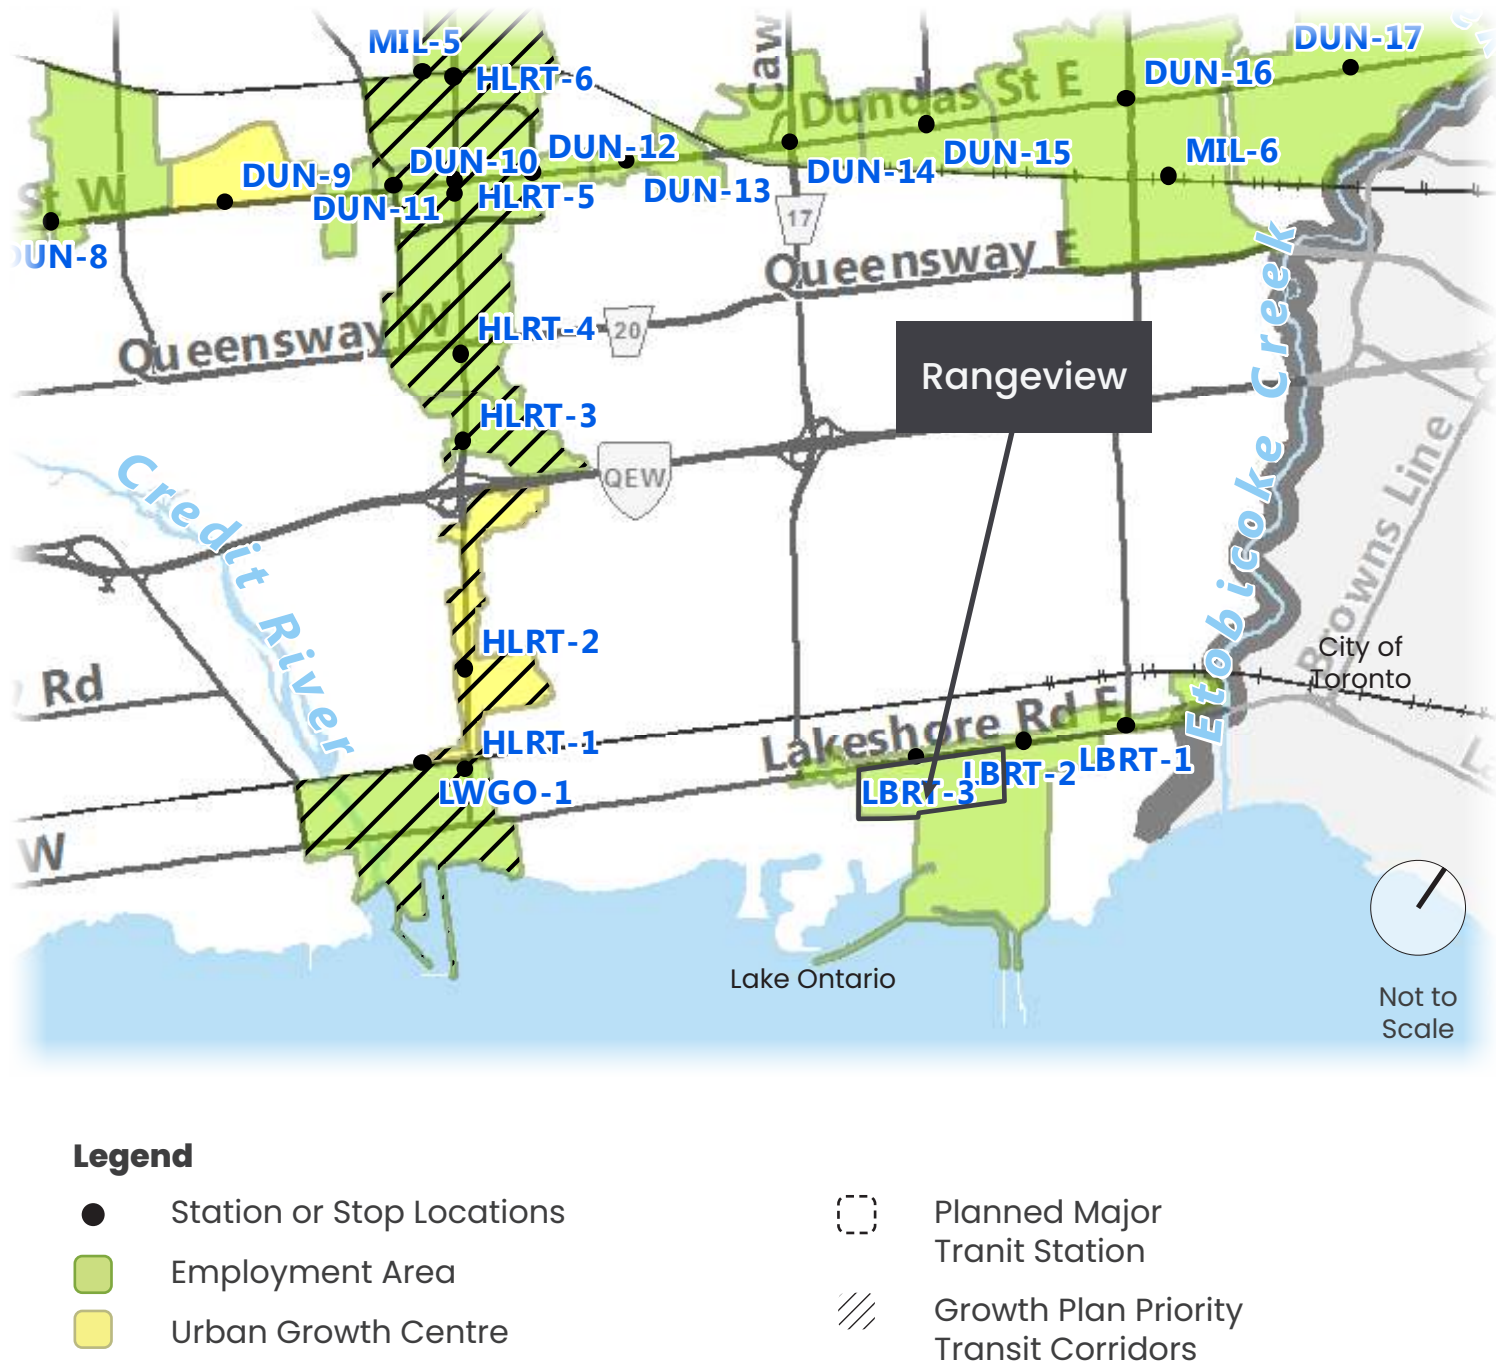 MIL-5
HLRT-6
Caw
Dundas St E
DUN-17
DUN-16
DUN-12
DUN-10
DUN-9
DUN-15
MIL-6
DUN-14
DUN-13
HLRT-5
DUN-11
St W
DUN-8
17
Queensway E
Queensway W
HLRT-4
20
Rangeview
HLRT-3
QEW
Credit River
Etobicoke Creek
Browns Line
HLRT-2
City of
Toronto
Rd
HLRT-1
Lakeshore Rd E
LBRT-1
LBRT-2
LBRT-3
LWGO-1
W
Lake Ontario
Not to
Scale
Legend
Station or Stop Locations
Employment Area
Urban Growth Centre
Planned Major
Tranit Station
Growth Plan Priority
Transit Corridors